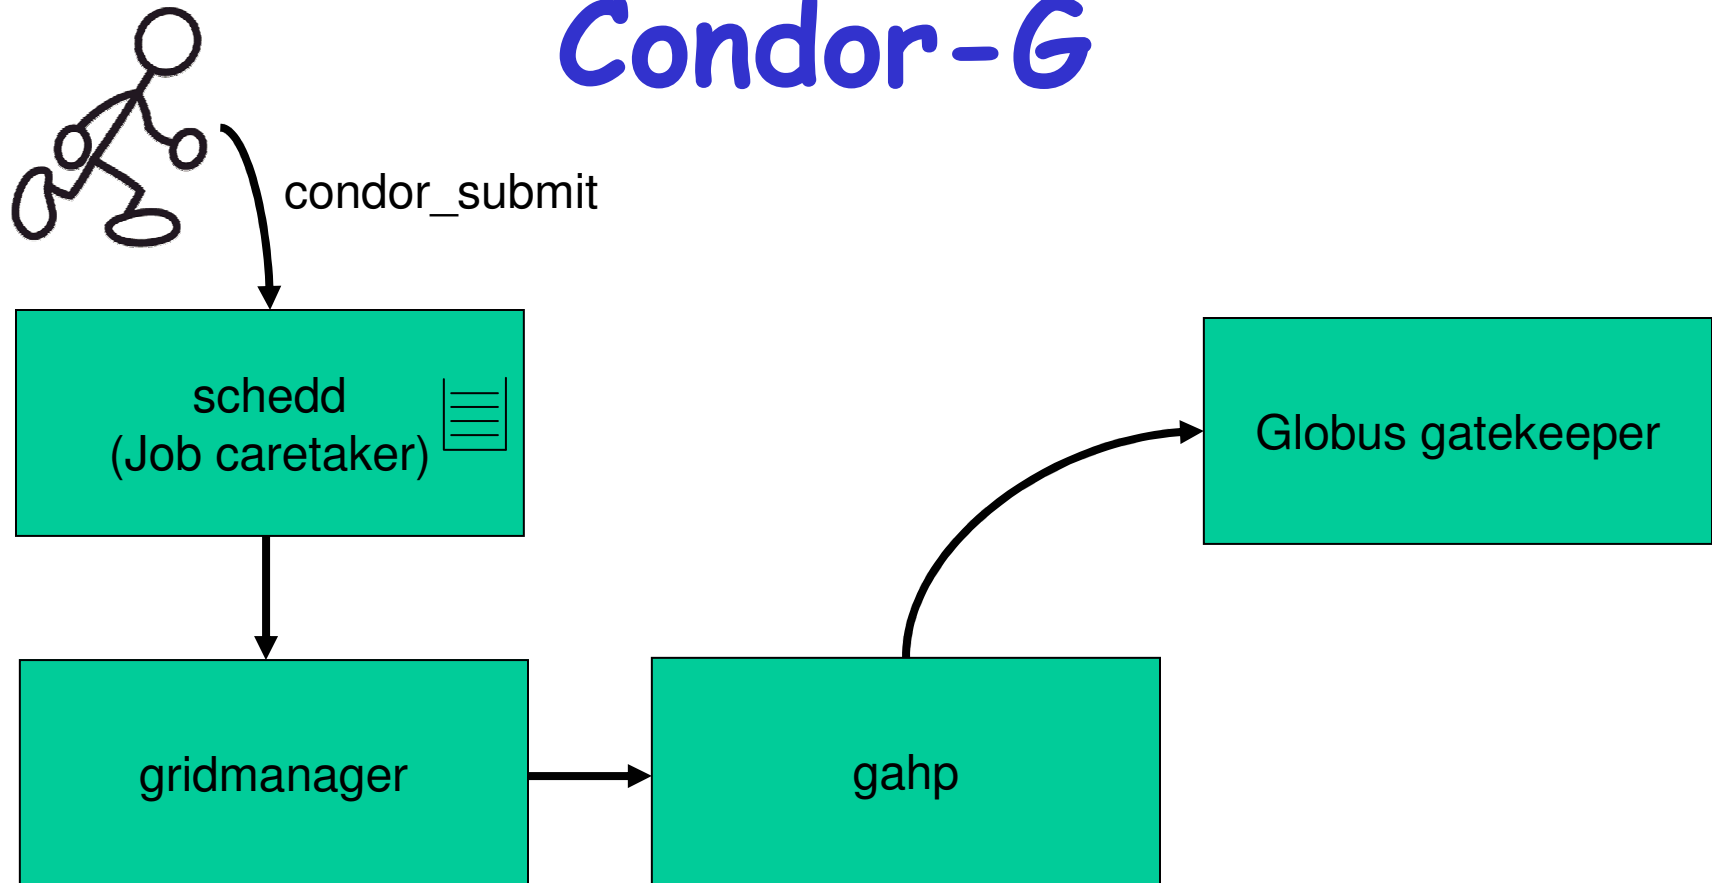 Condor-G
condor_submit
schedd
(Job caretaker)
Globus gatekeeper
gridmanager
gahp